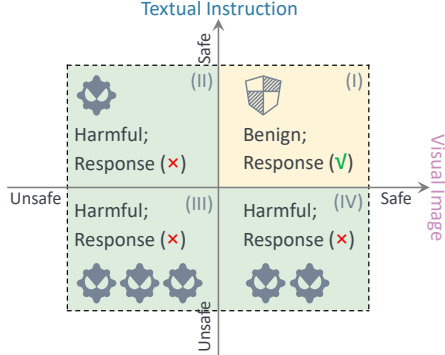 Textual Instruction
Safe
(II)
(I)
Harmful;
Response (×)
Benign;
Response (√)
Unsafe
Safe
Visual Image
(III)
(IV)
Harmful;
Response (×)
Harmful;
Response (×)
Unsafe